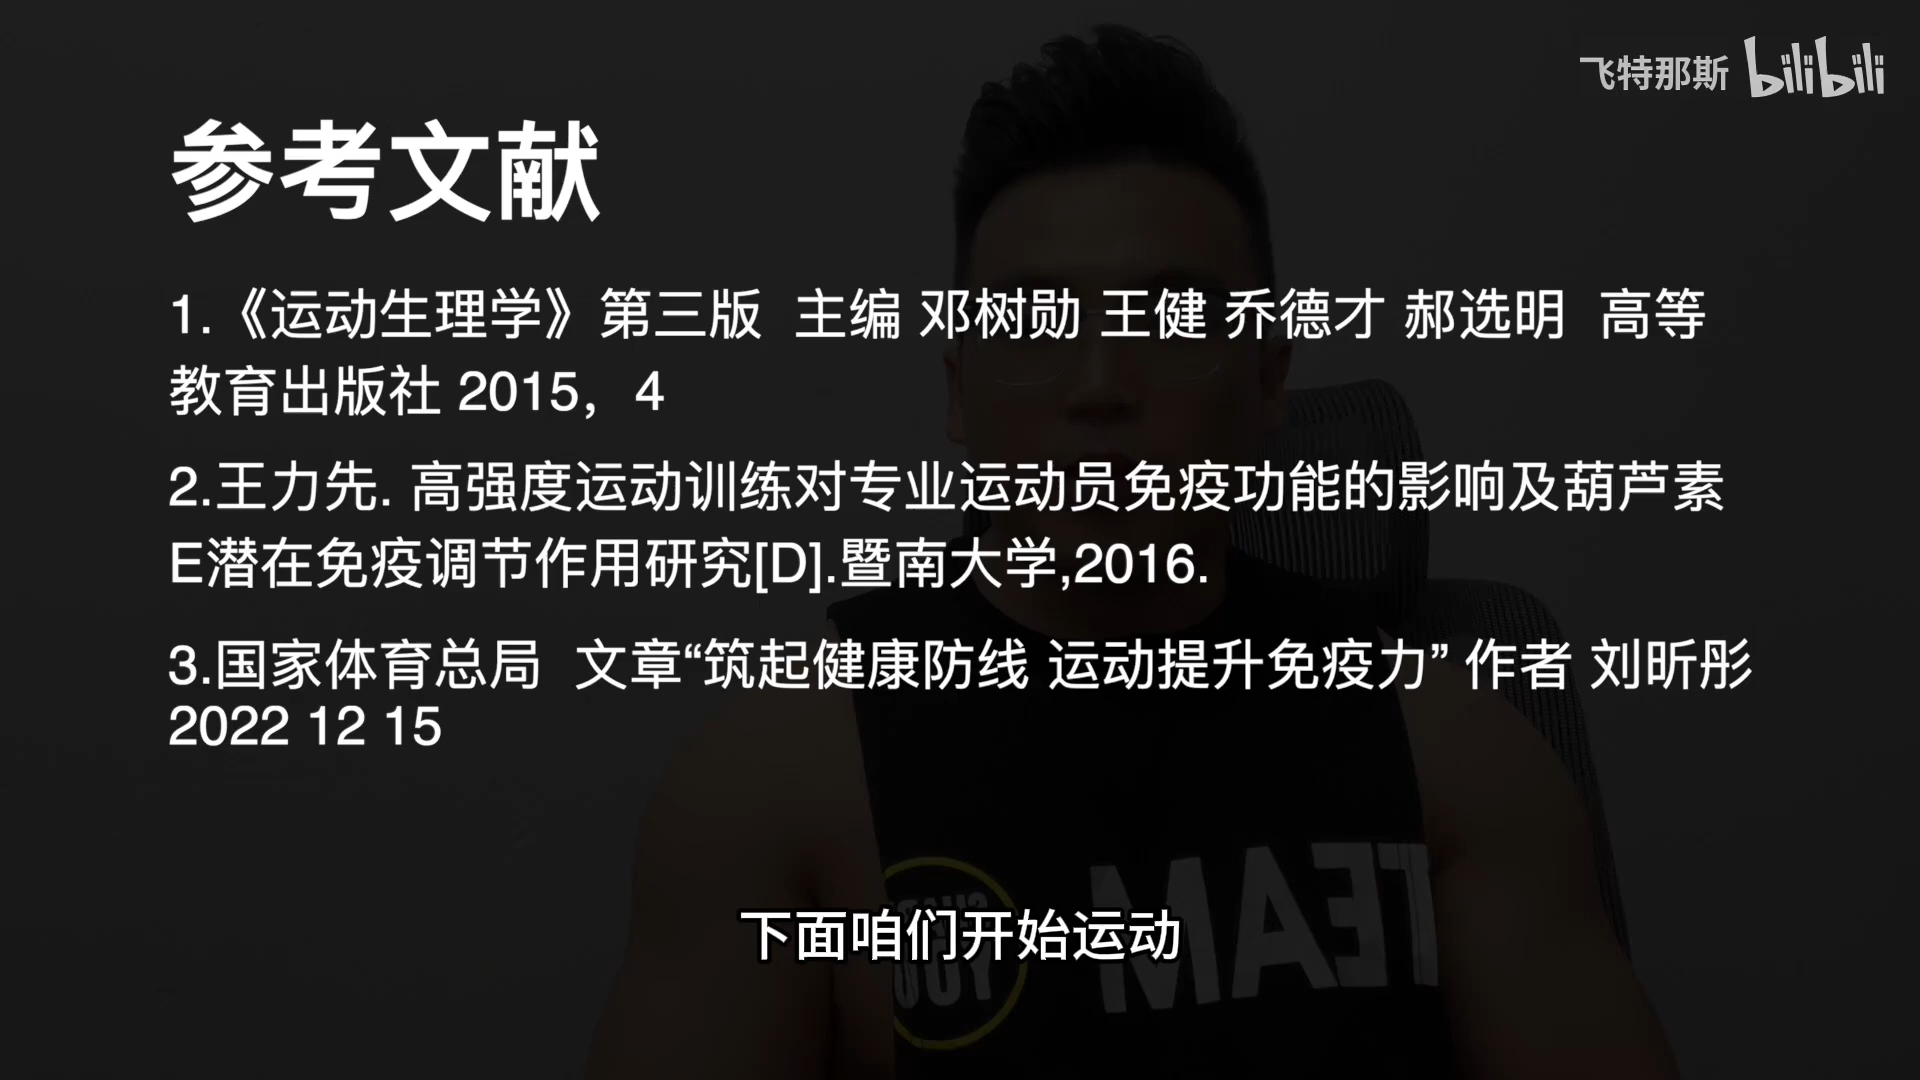 飞特那斯 bilibili
参考文献
1.《运动生理学》第三版 主编 邓树勋 王健 乔德才 郝选明 高等
教育出版社 2015，4
2.王力先. 高强度运动训练对专业运动员免疫功能的影响及葫芦素
E潜在免疫调节作用研究[D].暨南大学,2016.
3.国家体育总局 文章“筑起健康防线 运动提升免疫力” 作者 刘昕彤
2022 12 15
TEAM
YOU
下面咱们开始运动